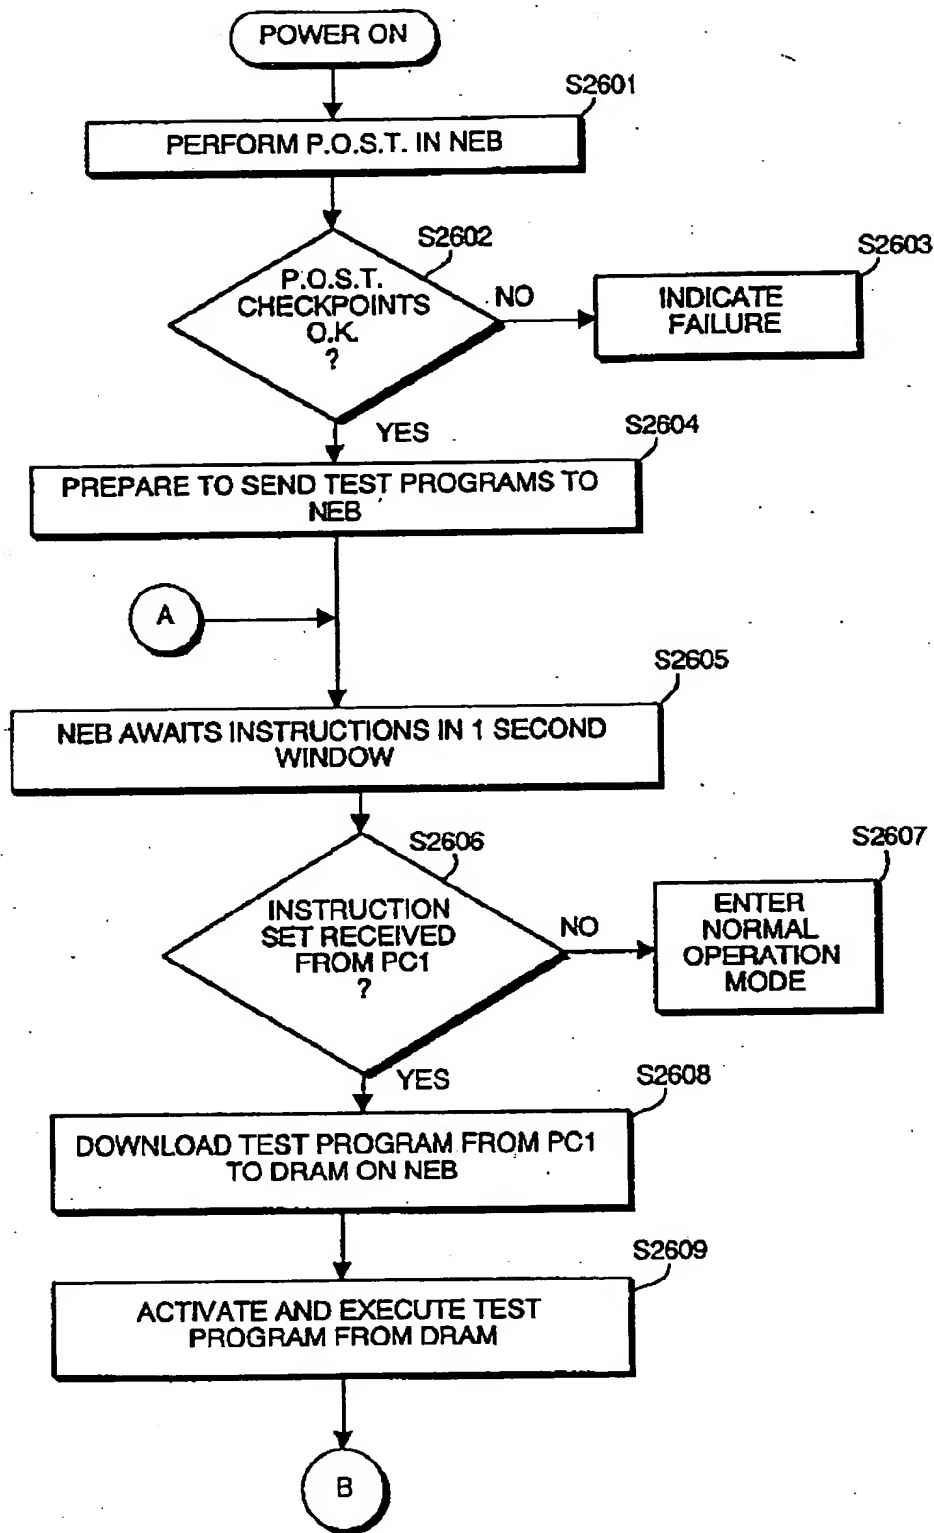 POWER ON
S2601
PERFORM P.O.S.T. IN NEB
S2602
P.O.S.T.
CHECKPOINTS
O.K.
?
NO
S2603
INDICATE
FAILURE
YES
S2604
PREPARE TO SEND TEST PROGRAMS TO
NEB
A
S2605
NEB AWAITS INSTRUCTIONS IN 1 SECOND
WINDOW
S2606
INSTRUCTION
SET RECEIVED
FROM PC1
?
NO
S2607
ENTER
NORMAL
OPERATION
MODE
YES
S2608
DOWNLOAD TEST PROGRAM FROM PC1
TO DRAM ON NEB
S2609
ACTIVATE AND EXECUTE TEST
PROGRAM FROM DRAM
B